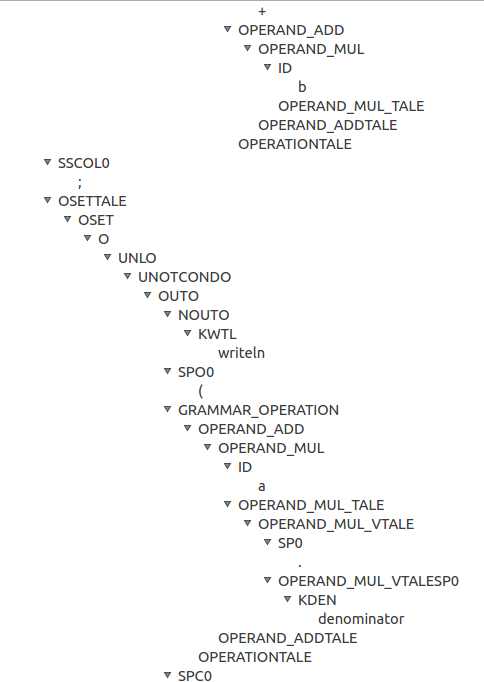 +
OPERAND_ADD
OPERAND_MUL
ID
b
OPERAND_MUL_TALE
OPERAND_ADDTALE
OPERATIONTALE
SSCOL0
;
OSETTALE
OSET
O
UNLO
UNOTCONDO
OUTO
NOUTO
KWTL
writeln
SPO0
(
GRAMMAR_OPERATION
OPERAND_ADD
OPERAND_MUL
ID
a
OPERAND_MUL_TALE
OPERAND_MUL_VTALE
SP0
.
OPERAND_MUL_VTALESP0
KDEN
denominator
OPERAND_ADDTALE
OPERATIONTALE
SPC0